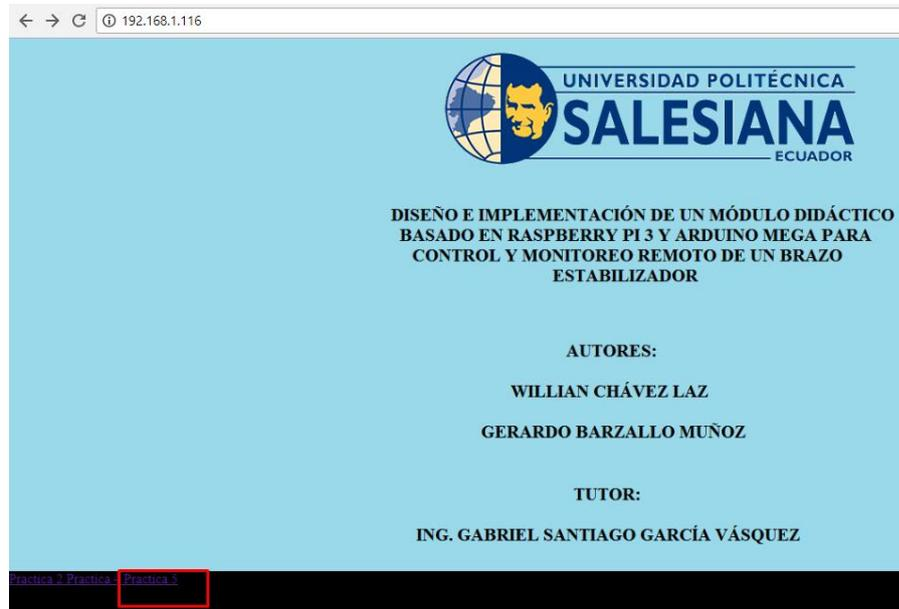 192.168.1.116
UNIVERSIDAD POLITÉCNICA
SALESIANA
ECUADOR
DISEÑO E IMPLEMENTACIÓN DE UN MÓDULO DIDÁCTICO
BASADO EN RASPBERRY PI 3 Y ARDUINO MEGA PARA
CONTROL Y MONITOREO REMOTO DE UN BRAZO
ESTABILIZADOR
AUTORES:
WILLIAN CHÁVEZ LAZ
GERARDO BARZALLO MUÑOZ
TUTOR:
ING. GABRIEL SANTIAGO GARCÍA VÁSQUEZ
Practica 2 Practica Practica 5